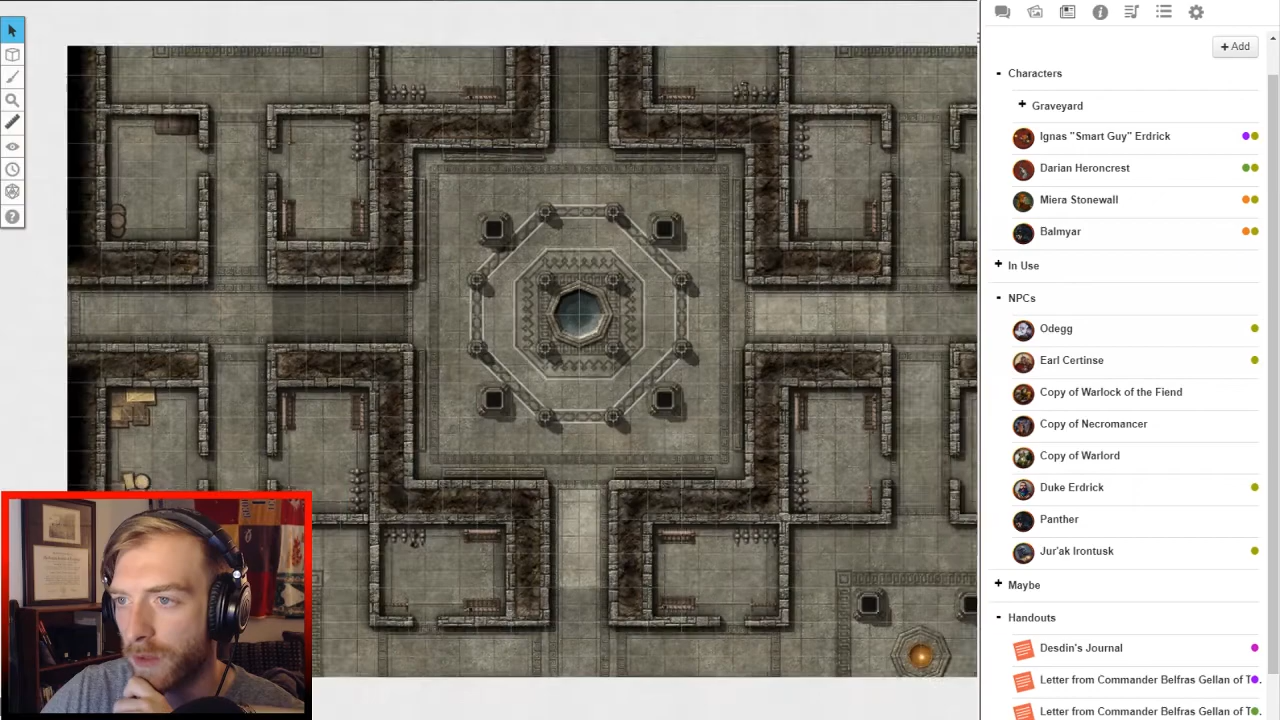 + Add
- Characters
+ Graveyard
Ignas "Smart Guy" Erdrick
Darian Heroncrest
Miera Stonewall
Balmyar
+ In Use
- NPCs
Odegg
Earl Certinse
Copy of Warlock of the Fiend
Copy of Necromancer
Copy of Warlord
Duke Erdrick
Panther
Jur'ak Irontusk
+ Maybe
- Handouts
Desdin's Journal
Letter from Commander Belfras Gellan of T
Letter from Commander Belfras Gellan of T